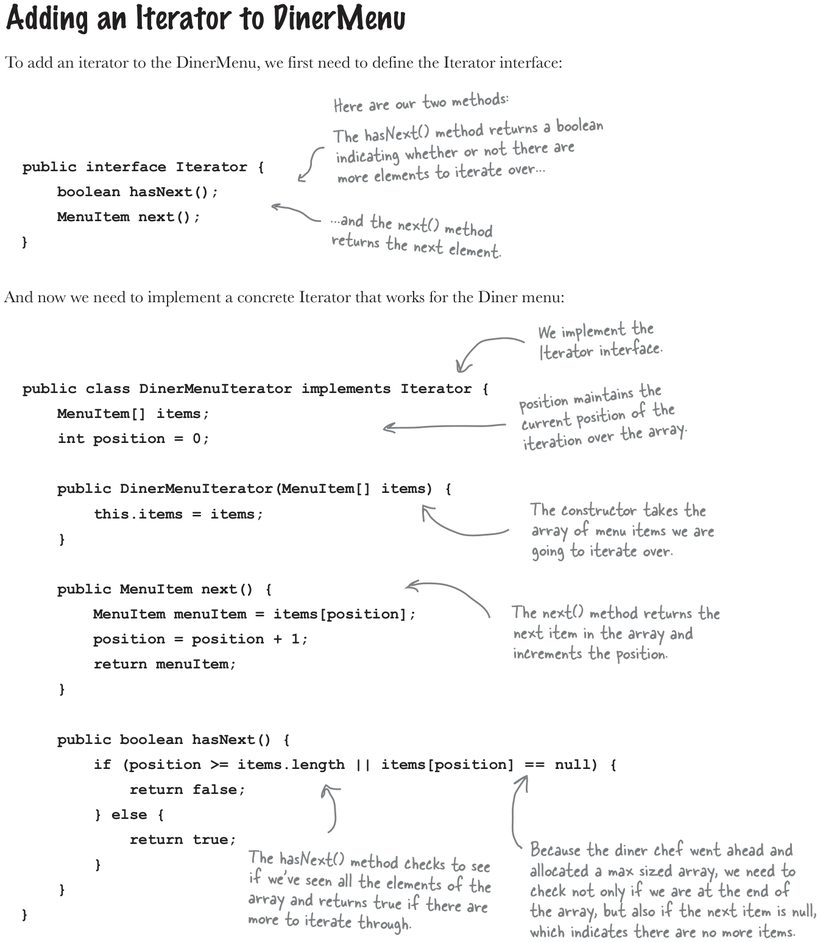 Adding an Iterator to DinerMenu
To add an iterator to the DinerMenu, we first need to define the Iterator interface:
Here are our two methods:
The hasNext() method returns a boolean
indicating whether or not there are
more elements to iterate over...
public interface Iterator {
    boolean hasNext();
    MenuItem next();
}
...and the next() method
returns the next element.
And now we need to implement a concrete Iterator that works for the Diner menu:
We implement the
Iterator interface.
public class DinerMenuIterator implements Iterator {
    MenuItem[] items;
    int position = 0;
position maintains the
current position of the
iteration over the array.
    public DinerMenuIterator(MenuItem[] items) {
        this.items = items;
    }
The constructor takes the
array of menu items we are
going to iterate over.
    public MenuItem next() {
        MenuItem menuItem = items[position];
        position = position + 1;
        return menuItem;
    }
The next() method returns the
next item in the array and
increments the position.
    public boolean hasNext() {
        if (position >= items.length || items[position] == null) {
            return false;
        } else {
            return true;
        }
    }
}
The hasNext() method checks to see
if we've seen all the elements of the
array and returns true if there are
more to iterate through.
Because the diner chef went ahead and
allocated a max sized array, we need to
check not only if we are at the end of
the array, but also if the next item is null,
which indicates there are no more items.